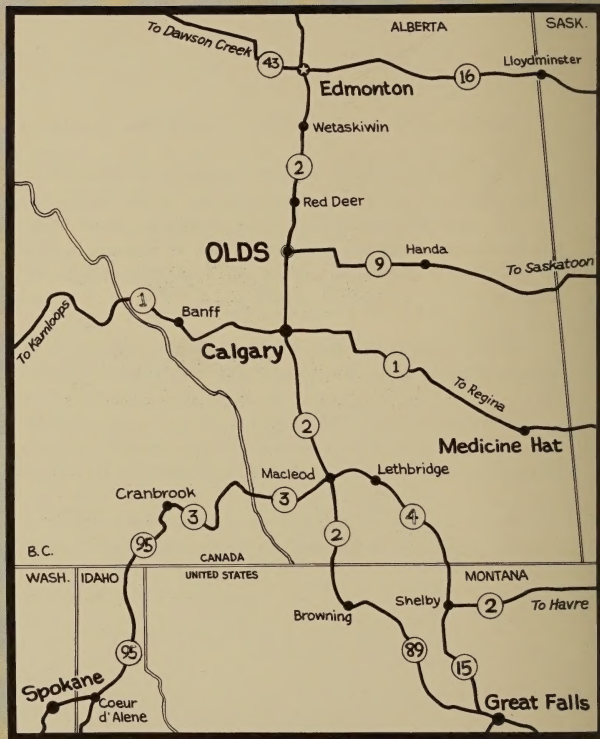 ALBERTA
SASK.
To Dawson Creek
43
16
Lloydminster
Edmonton
Wetaskiwin
2
Red Deer
OLDS
9
Handa
To Saskatoon
1
Banff
To Kamloops
Calgary
1
To Regina
2
Medicine Hat
Macleod
Lethbridge
Cranbrook
3
3
4
95
2
B.C.
CANADA
WASH.
IDAHO
UNITED STATES
MONTANA
Browning
Shelby
2
To Havre
95
89
15
Spokane
Coeur
d'Alene
Great Falls